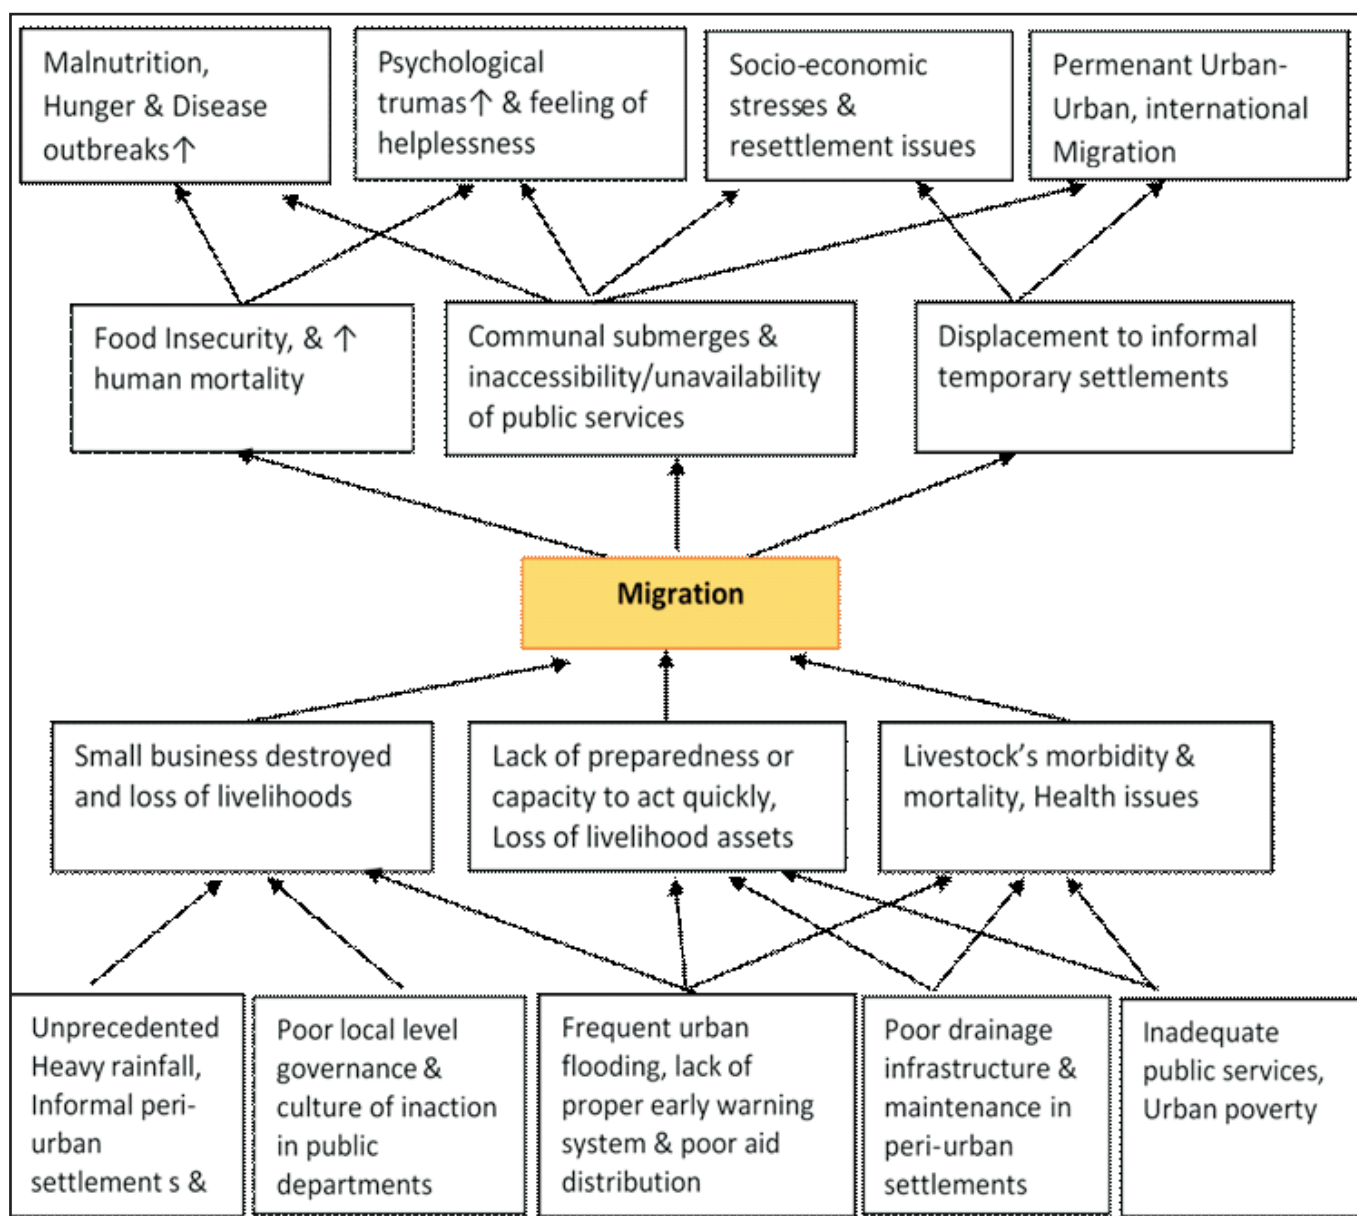 Malnutrition,
Hunger & Disease
outbreaks↑
Psychological
trumas↑ & feeling of
helplessness
Socio-economic
stresses &
resettlement issues
Permenant Urban-
Urban, international
Migration
Food Insecurity, & ↑
human mortality
Communal submerges &
inaccessibility/unavailability
of public services
Displacement to informal
temporary settlements
Migration
Small business destroyed
and loss of livelihoods
Lack of preparedness or
capacity to act quickly,
Loss of livelihood assets
Livestock’s morbidity &
mortality, Health issues
Unprecedented
Heavy rainfall,
Informal peri-
urban
settlement s &
Poor local level
governance &
culture of inaction
in public
departments
Frequent urban
flooding, lack of
proper early warning
system & poor aid
distribution
Poor drainage
infrastructure &
maintenance in
peri-urban
settlements
Inadequate
public services,
Urban poverty